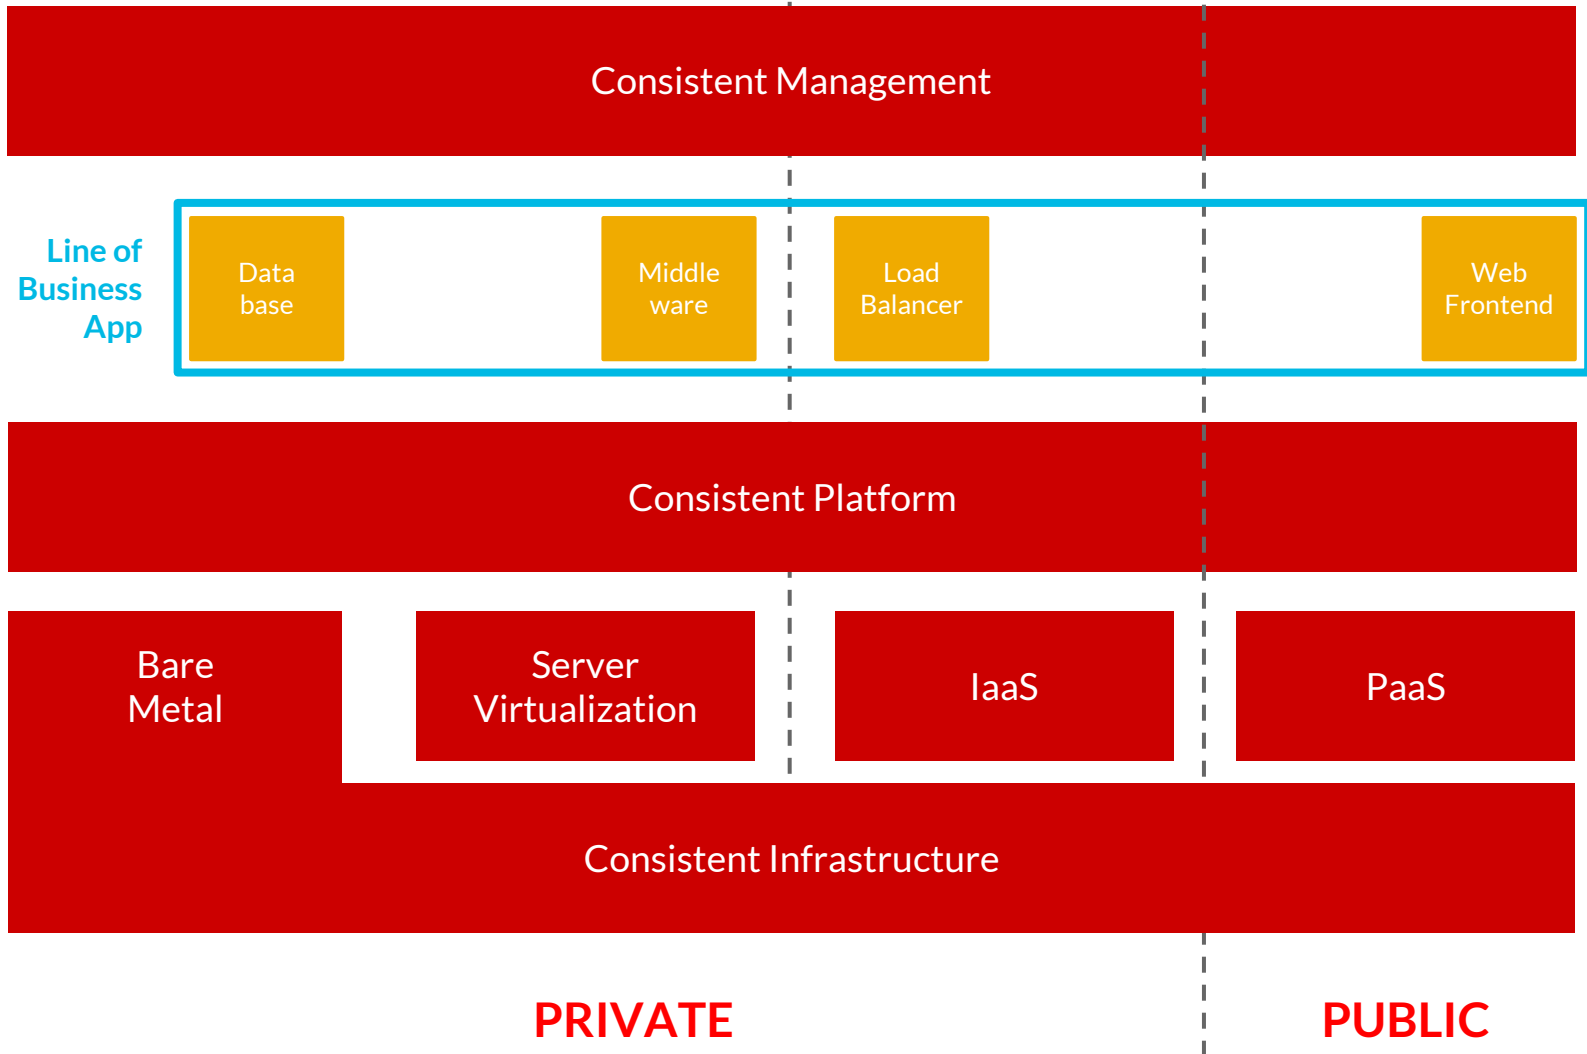 Consistent Management
Line of
Business
App
Data
base
Middle
ware
Load
Balancer
Web
Frontend
Consistent Platform
Bare
Metal
Server
Virtualization
IaaS
PaaS
Consistent Infrastructure
PRIVATE
PUBLIC